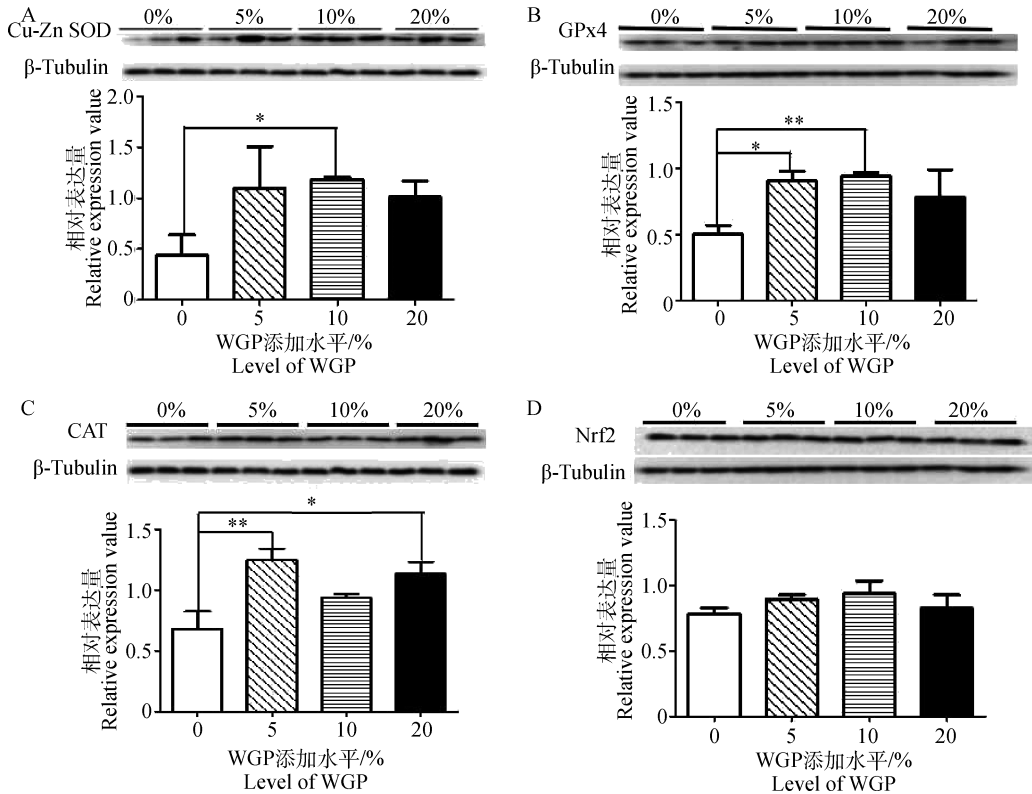 A
0% 5% 10% 20%
Cu-Zn SOD
β-Tubulin
2.0
1.5
1.0
0.5
0
*
相对表达量
Relative expression value
0 5 10 20
WGP添加水平/%
Level of WGP
B
0% 5% 10% 20%
GPx4
β-Tubulin
1.5
1.0
0.5
0
**
*
相对表达量
Relative expression value
0 5 10 20
WGP添加水平/%
Level of WGP
C
0% 5% 10% 20%
CAT
β-Tubulin
1.5
1.0
0.5
0
*
**
相对表达量
Relative expression value
0 5 10 20
WGP添加水平/%
Level of WGP
D
0% 5% 10% 20%
Nrf2
β-Tubulin
1.5
1.0
0.5
0
相对表达量
Relative expression value
0 5 10 20
WGP添加水平/%
Level of WGP